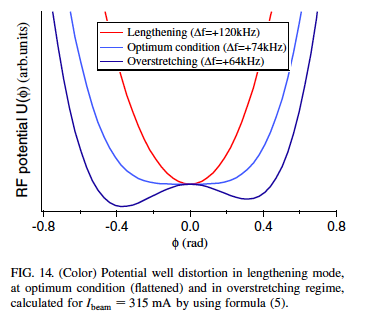 Lengthening (Δf=+120kHz)
Optimum condition (Δf=+74kHz)
Overstretching (Δf=+64kHz)
RF potential U(ϕ) (arb.units)
-0.8 -0.4 0.0 0.4 0.8
ϕ (rad)
FIG. 14. (Color) Potential well distortion in lengthening mode,
at optimum condition (flattened) and in overstretching regime,
calculated for Ibeam = 315 mA by using formula (5).